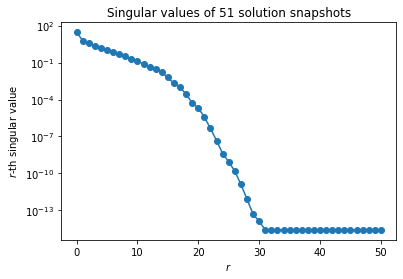 Singular values of 51 solution snapshots
10²
10⁻¹
10⁻⁴
10⁻⁷
10⁻¹⁰
10⁻¹³
r-th singular value
0 10 20 30 40 50
r